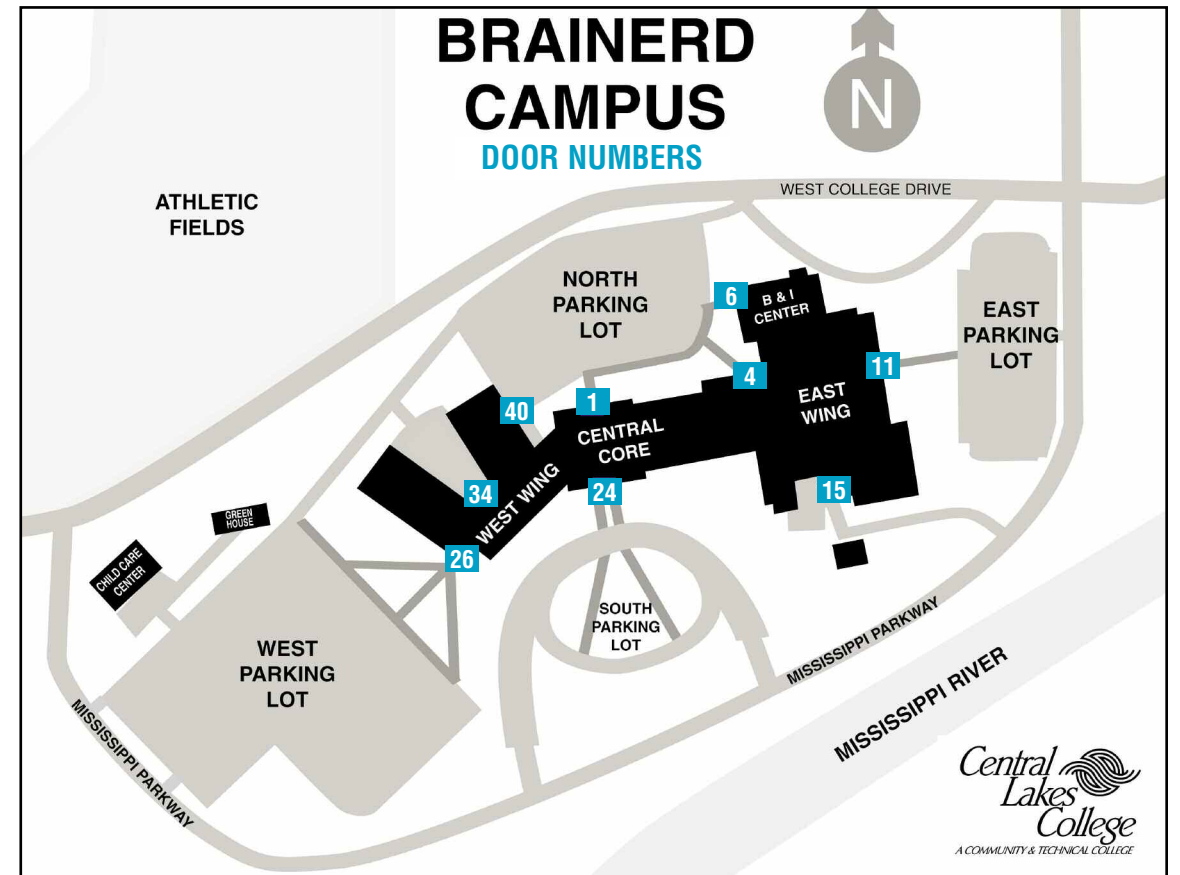 BRAINERD
CAMPUS
DOOR NUMBERS
N
WEST COLLEGE DRIVE
ATHLETIC
FIELDS
NORTH
PARKING
LOT
6
B & I
CENTER
EAST
PARKING
LOT
4
11
40
1
EAST
WING
CENTRAL
CORE
34
WEST WING
24
15
GREEN
HOUSE
CHILD CARE
CENTER
26
SOUTH
PARKING
LOT
WEST
PARKING
LOT
MISSISSIPPI PARKWAY
MISSISSIPPI PARKWAY
MISSISSIPPI RIVER
Central
Lakes
College
A COMMUNITY & TECHNICAL COLLEGE